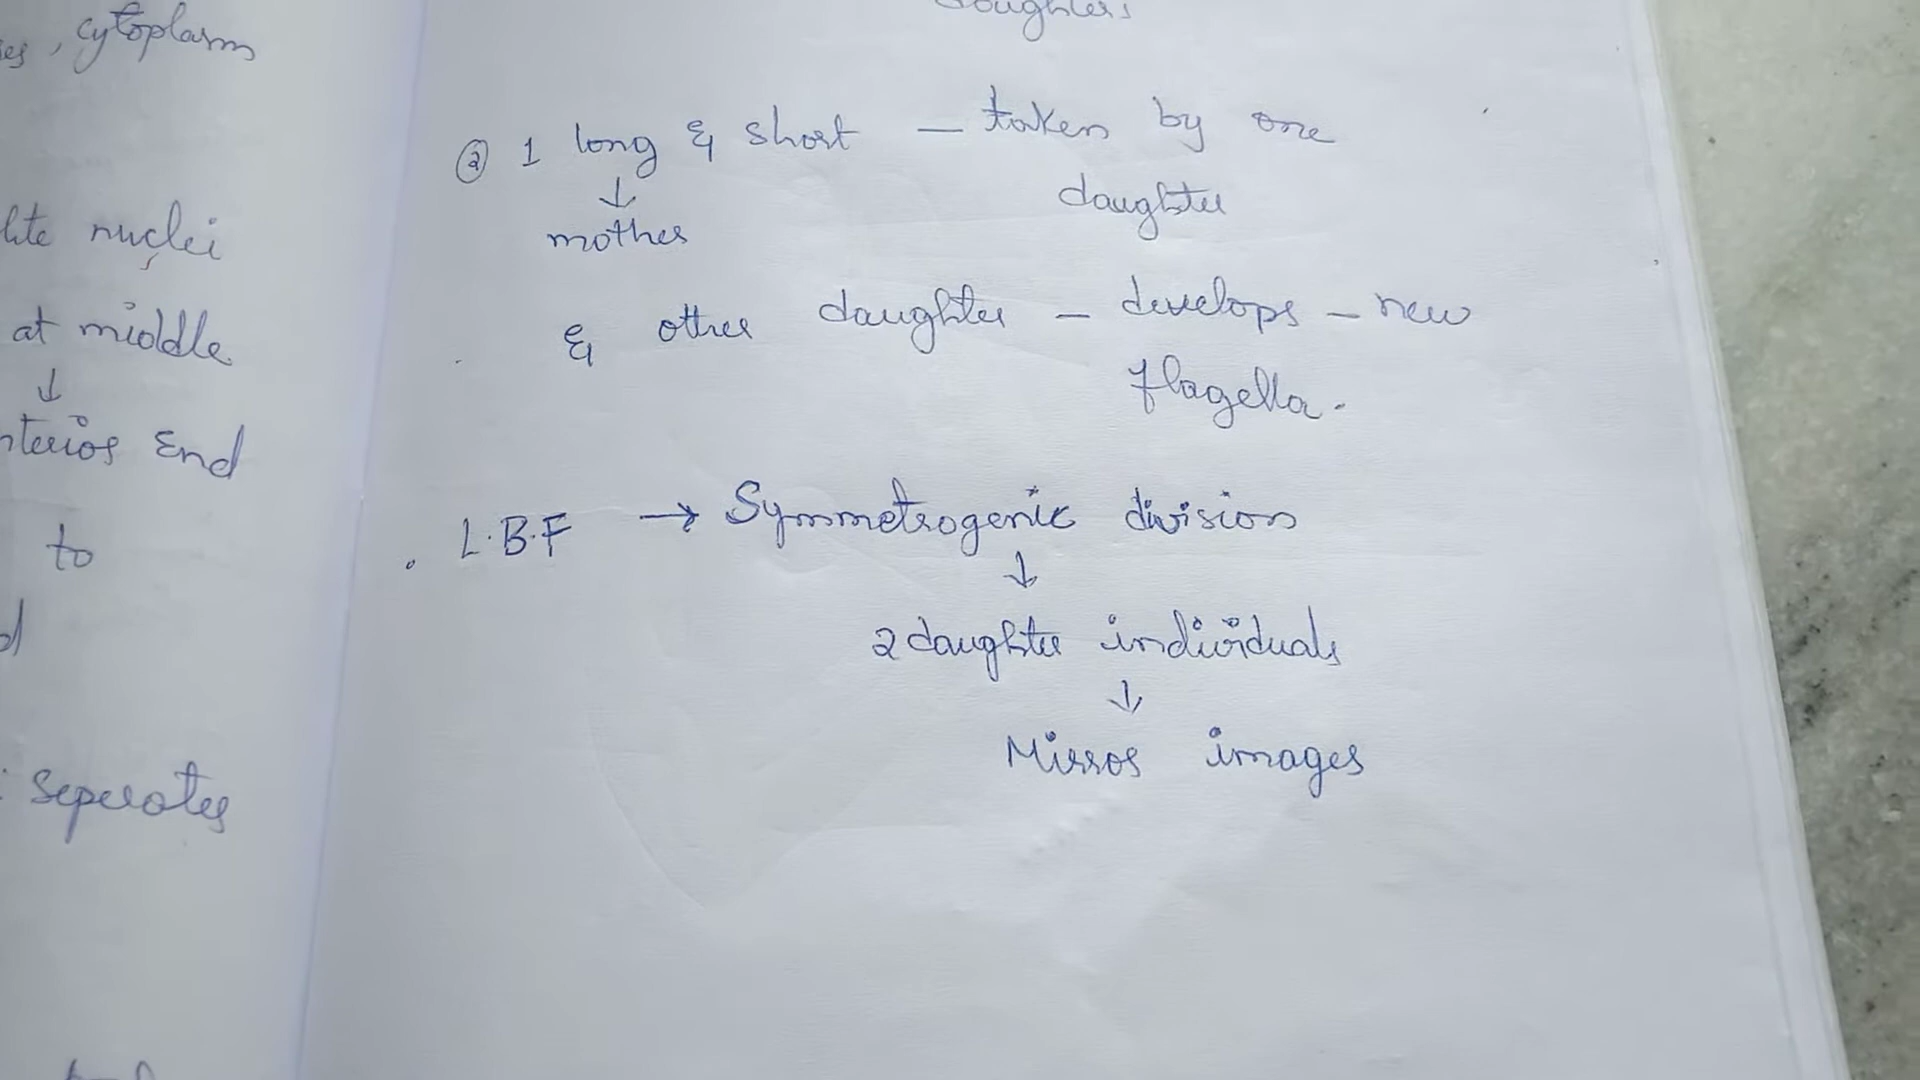 , cytoplasm
nuclei
at middle
↓
End
to
Seperates
daughters
② 1 long & short – taken by one
daughter
↓
mother
& other daughter – develops – new
flagella.
L.B.F → Symmetrogenic division
↓
2 daughter individuals
↓
Mirror images